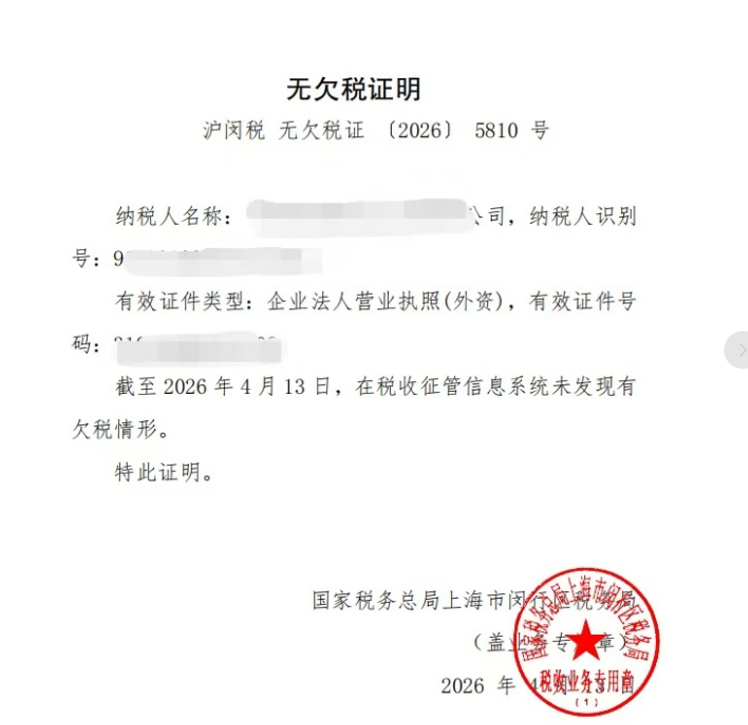 无欠税证明
沪闵税 无欠税证 〔2026〕 5810 号
纳税人名称: 公司, 纳税人识别
号: 9
有效证件类型: 企业法人营业执照(外资), 有效证件号
码:
截至 2026 年 4 月 13 日, 在税收征管信息系统未发现有
欠税情形。
特此证明。
国家税务总局上海市闵行区税务局
(盖业务专用章)
2026 年 4 月 13 日
国家税务总局上海市闵行区税务局
税收业务专用章
(1)